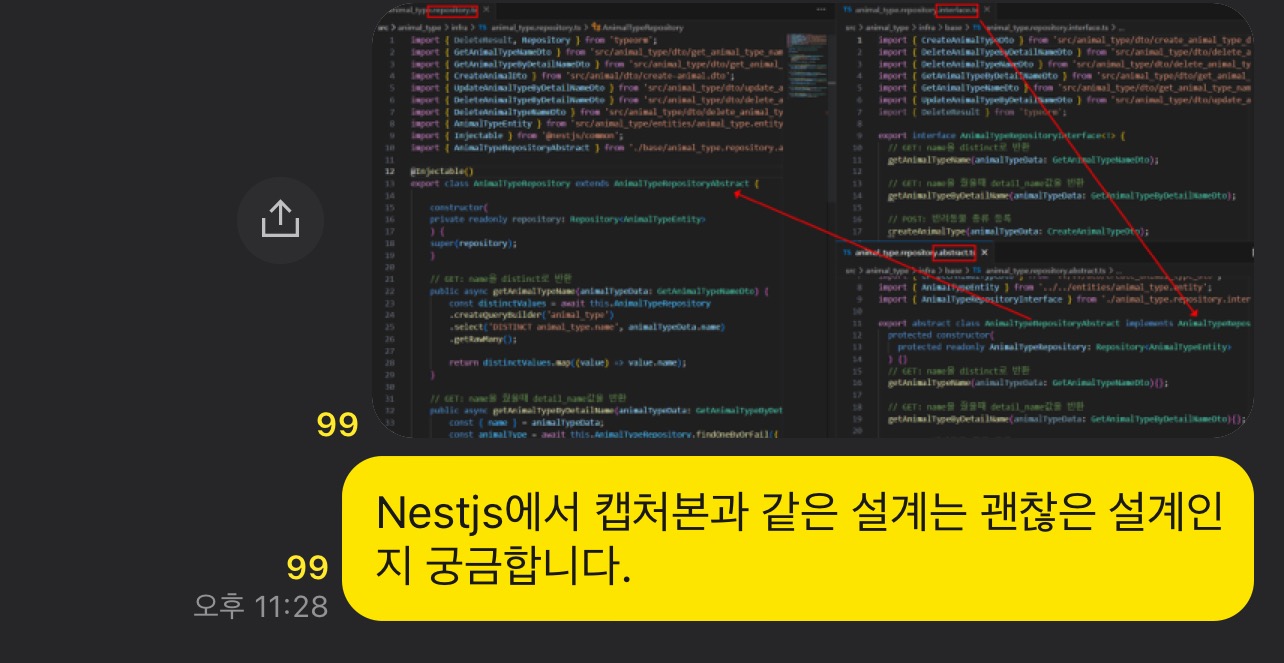 animal_type.repository.ts
animal_type > infra > TS animal_type.repository.ts > AnimalTypeRepository
1 import { DeleteResult, Repository } from 'typeorm';
2 import { GetAnimalTypeNameDto } from 'src/animal_type/dto/get_animal_type_nam
3 import { GetAnimalTypeByDetailNameDto } from 'src/animal_type/dto/get_animal_
4 import { CreateAnimalDto } from 'src/animal/dto/create-animal.dto';
5 import { UpdateAnimalTypeByDetailNameDto } from 'src/animal_type/dto/update_a
6 import { DeleteAnimalTypeByDetailNameDto } from 'src/animal_type/dto/delete_a
7 import { DeleteAnimalTypeNameDto } from 'src/animal_type/dto/delete_animal_ty
8 import { AnimalTypeEntity } from 'src/animal_type/entities/animal_type.entity
9 import { Injectable } from '@nestjs/common';
10 import { AnimalTypeRepositoryAbstract } from './base/animal_type.repository.a
11
12 @Injectable()
13 export class AnimalTypeRepository extends AnimalTypeRepositoryAbstract {
14
15 constructor(
16 private readonly repository: Repository<AnimalTypeEntity>
17 ) {
18 super(repository);
19 }
20
21 // GET: name을 distinct로 반환
22 public async getAnimalTypeName(animalTypeData: GetAnimalTypeNameDto) {
23 const distinctValues = await this.AnimalTypeRepository
24 .createQueryBuilder('animal_type')
25 .select('DISTINCT animal_type.name', animalTypeData.name)
26 .getRawMany();
27
28 return distinctValues.map((value) => value.name);
29 }
30
31 // GET: name을 줬을때 detail_name값을 반환
32 public async getAnimalTypeByDetailName(animalTypeData: GetAnimalTypeByDet
33 const { name } = animalTypeData;
const animalType = await this.AnimalTypeRepository.findOneByOrFail({
TS animal_type.repository.interface.ts
src > animal_type > infra > base > TS animal_type.repository.interface.ts > ...
1 import { CreateAnimalTypeDto } from 'src/animal_type/dto/create_animal_type_d
2 import { DeleteAnimalTypeByDetailNameDto } from 'src/animal_type/dto/delete_a
3 import { DeleteAnimalTypeNameDto } from 'src/animal_type/dto/delete_animal_ty
4 import { GetAnimalTypeByDetailNameDto } from 'src/animal_type/dto/get_animal_
5 import { GetAnimalTypeNameDto } from 'src/animal_type/dto/get_animal_type_nam
6 import { UpdateAnimalTypeByDetailNameDto } from 'src/animal_type/dto/update_a
7 import { DeleteResult } from 'typeorm';
8
9 export interface AnimalTypeRepositoryInterface<T> {
10 // GET: name을 distinct로 반환
11 getAnimalTypeName(animalTypeData: GetAnimalTypeNameDto);
12
13 // GET: name을 줬을때 detail_name값을 반환
14 getAnimalTypeByDetailName(animalTypeData: GetAnimalTypeByDetailNameDto);
15
16 // POST: 반려동물 종류 등록
17 createAnimalType(animalTypeData: CreateAnimalTypeDto);
TS animal_type.repository.abstract.ts
src > animal_type > infra > base > TS animal_type.repository.abstract.ts > ...
8 import { AnimalTypeEntity } from '../../entities/animal_type.entity';
9 import { AnimalTypeRepositoryInterface } from './animal_type.repository.inter
10
11 export abstract class AnimalTypeRepositoryAbstract implements AnimalTypeRepos
12 protected constructor(
13 protected readonly AnimalTypeRepository: Repository<AnimalTypeEntity>
14 ) {}
15 // GET: name을 distinct로 반환
16 getAnimalTypeName(animalTypeData: GetAnimalTypeNameDto){};
17
18 // GET: name을 줬을때 detail_name값을 반환
19 getAnimalTypeByDetailName(animalTypeData: GetAnimalTypeByDetailNameDto){};
20
99
Nestjs에서 캡처본과 같은 설계는 괜찮은 설계인
지 궁금합니다.
99
오후 11:28